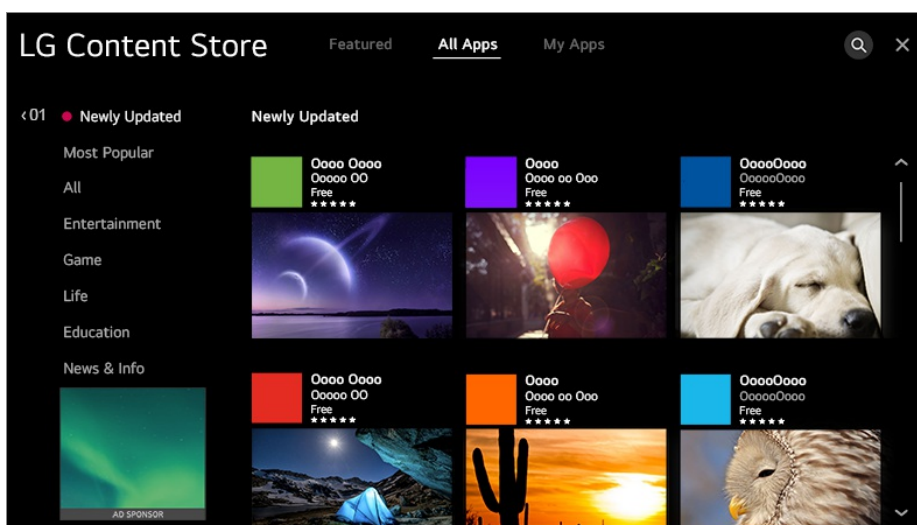 LG Content Store
Featured
All Apps
My Apps
‹01
Newly Updated
Most Popular
All
Entertainment
Game
Life
Education
News & Info
AD SPONSOR
Newly Updated
Oooo Oooo
Ooooo OO
Free
Oooo
Oooo oo Ooo
Free
OoooOooo
OooooOooo
Free
Oooo Oooo
Ooooo OO
Free
Oooo
Oooo oo Ooo
Free
OoooOooo
OooooOooo
Free